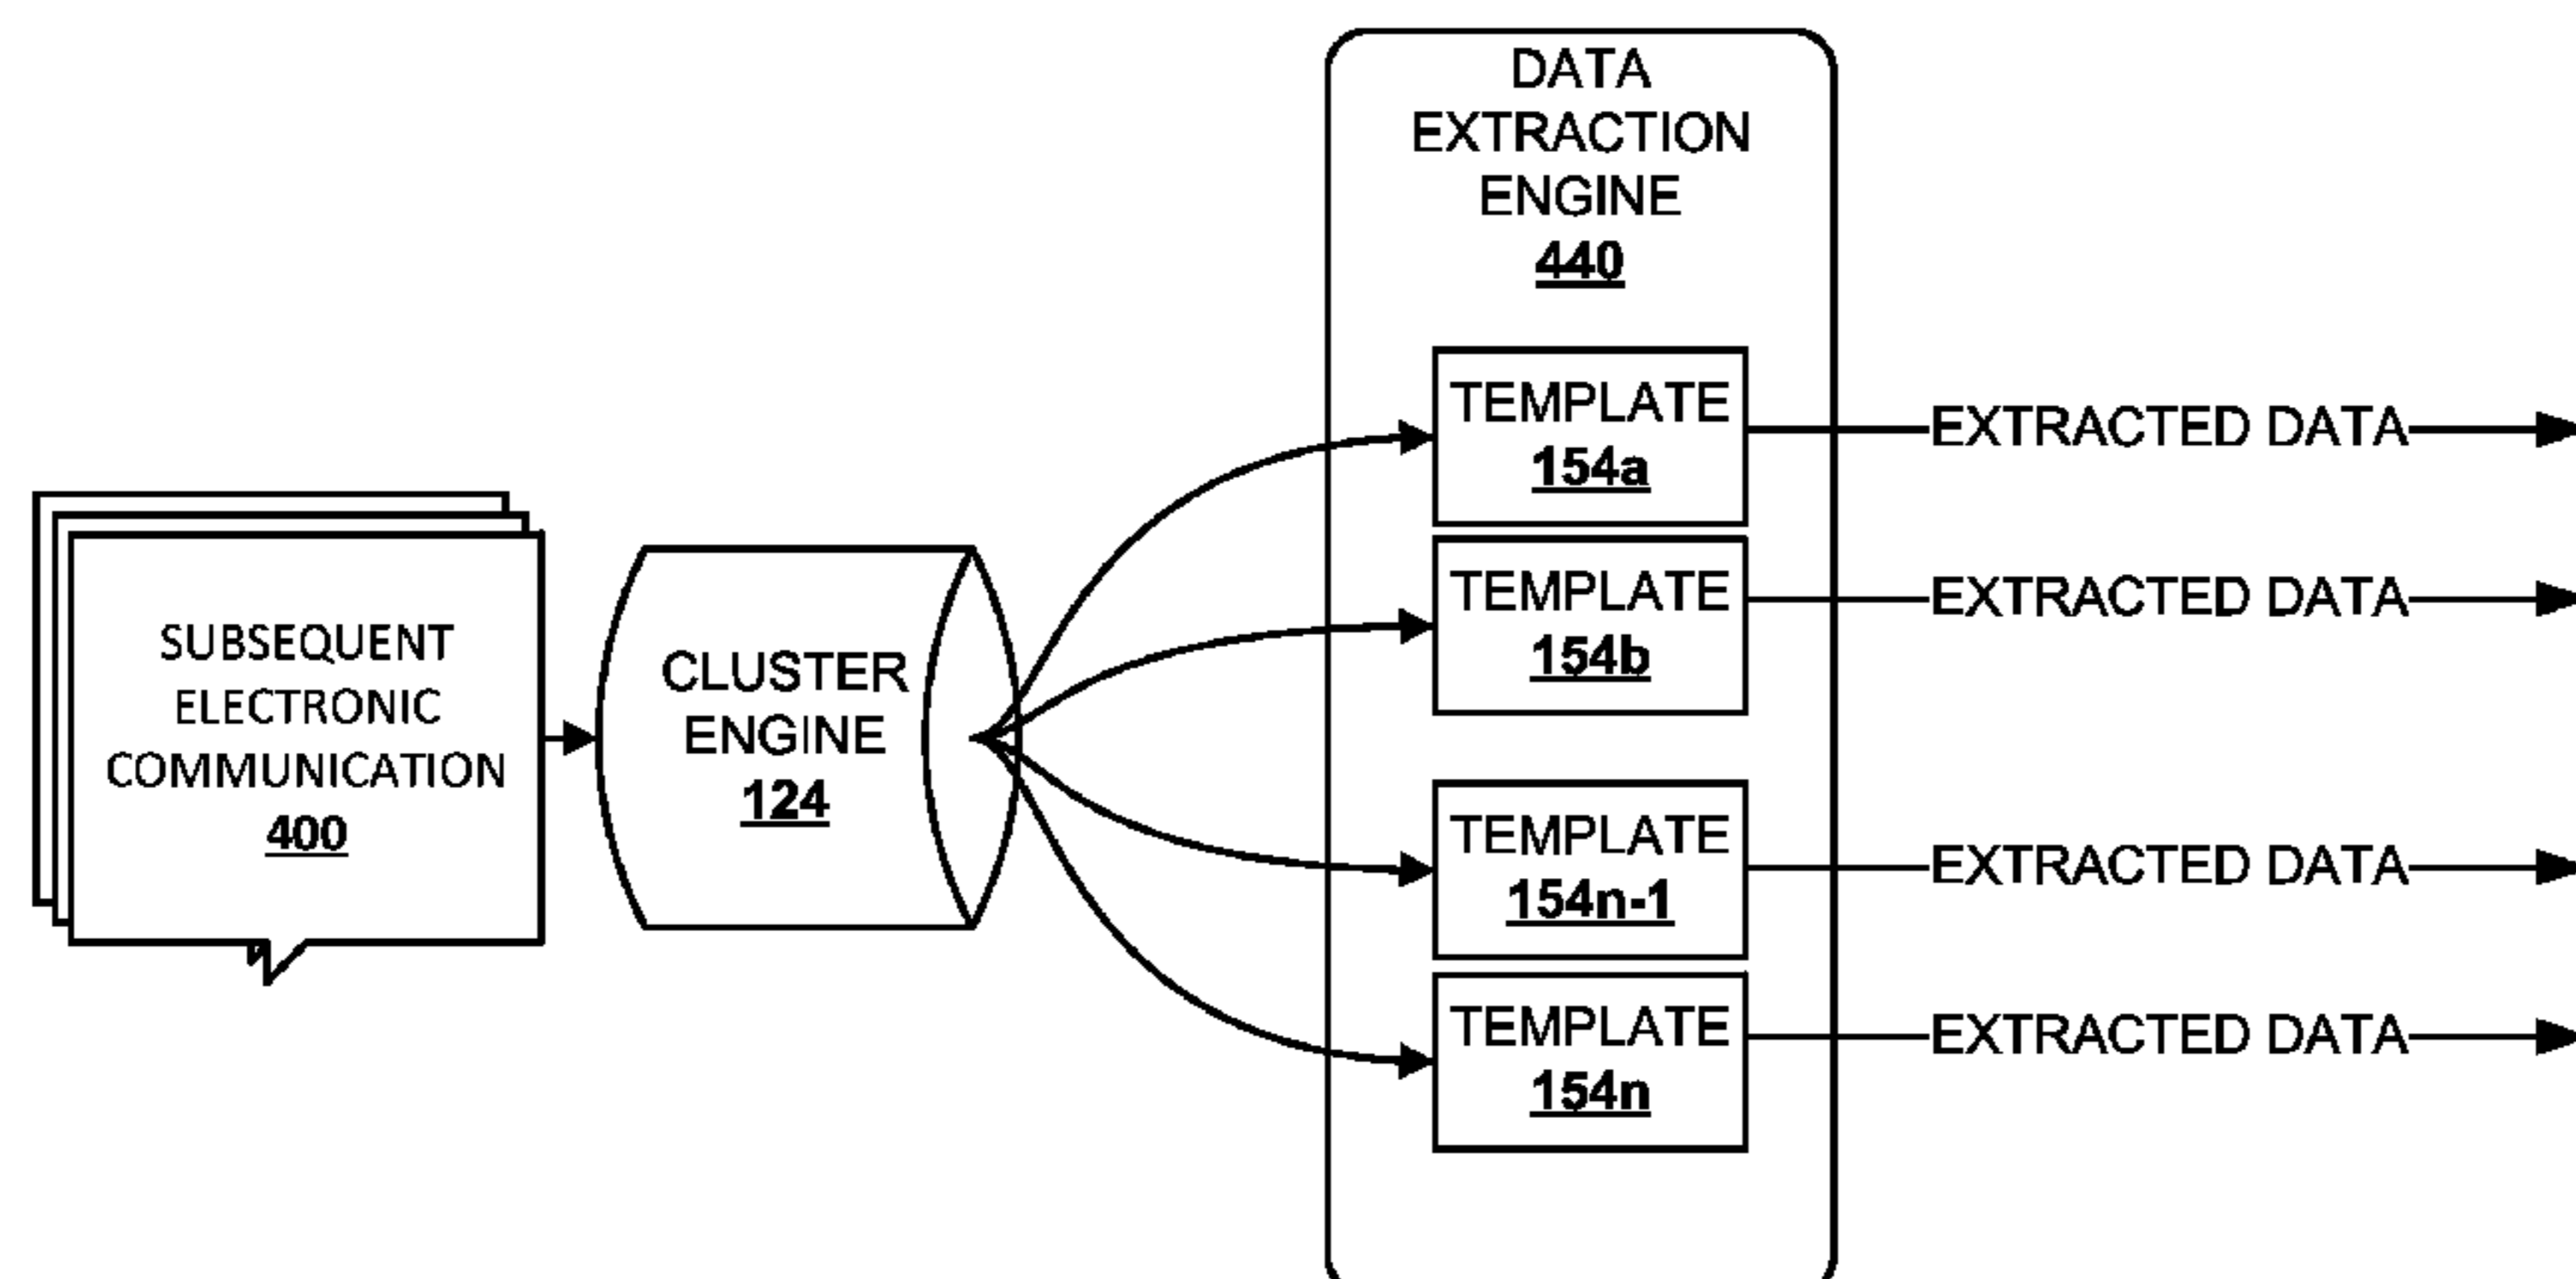 DATA
EXTRACTION
ENGINE
440
SUBSEQUENT
ELECTRONIC
COMMUNICATION
400
CLUSTER
ENGINE
124
TEMPLATE
154a
EXTRACTED DATA
TEMPLATE
154b
EXTRACTED DATA
TEMPLATE
154n-1
EXTRACTED DATA
TEMPLATE
154n
EXTRACTED DATA